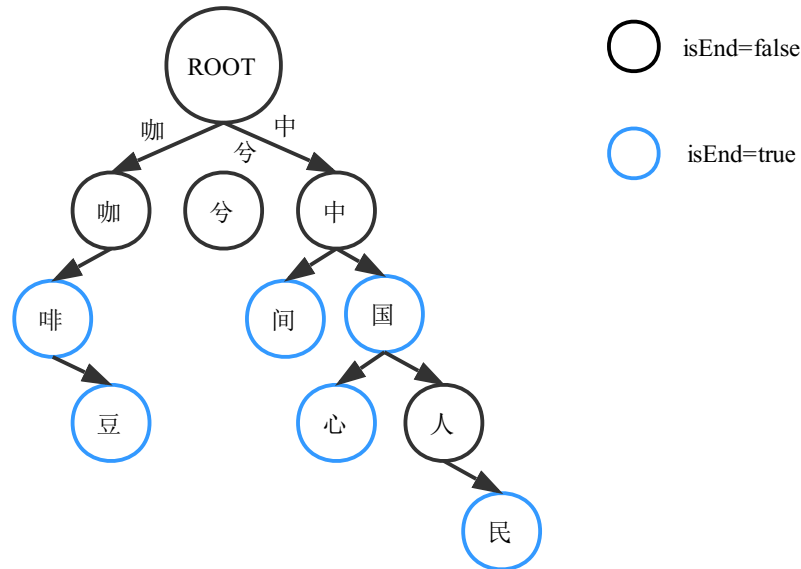 ROOT
isEnd=false
咖
中
兮
isEnd=true
咖
兮
中
啡
间
国
豆
心
人
民